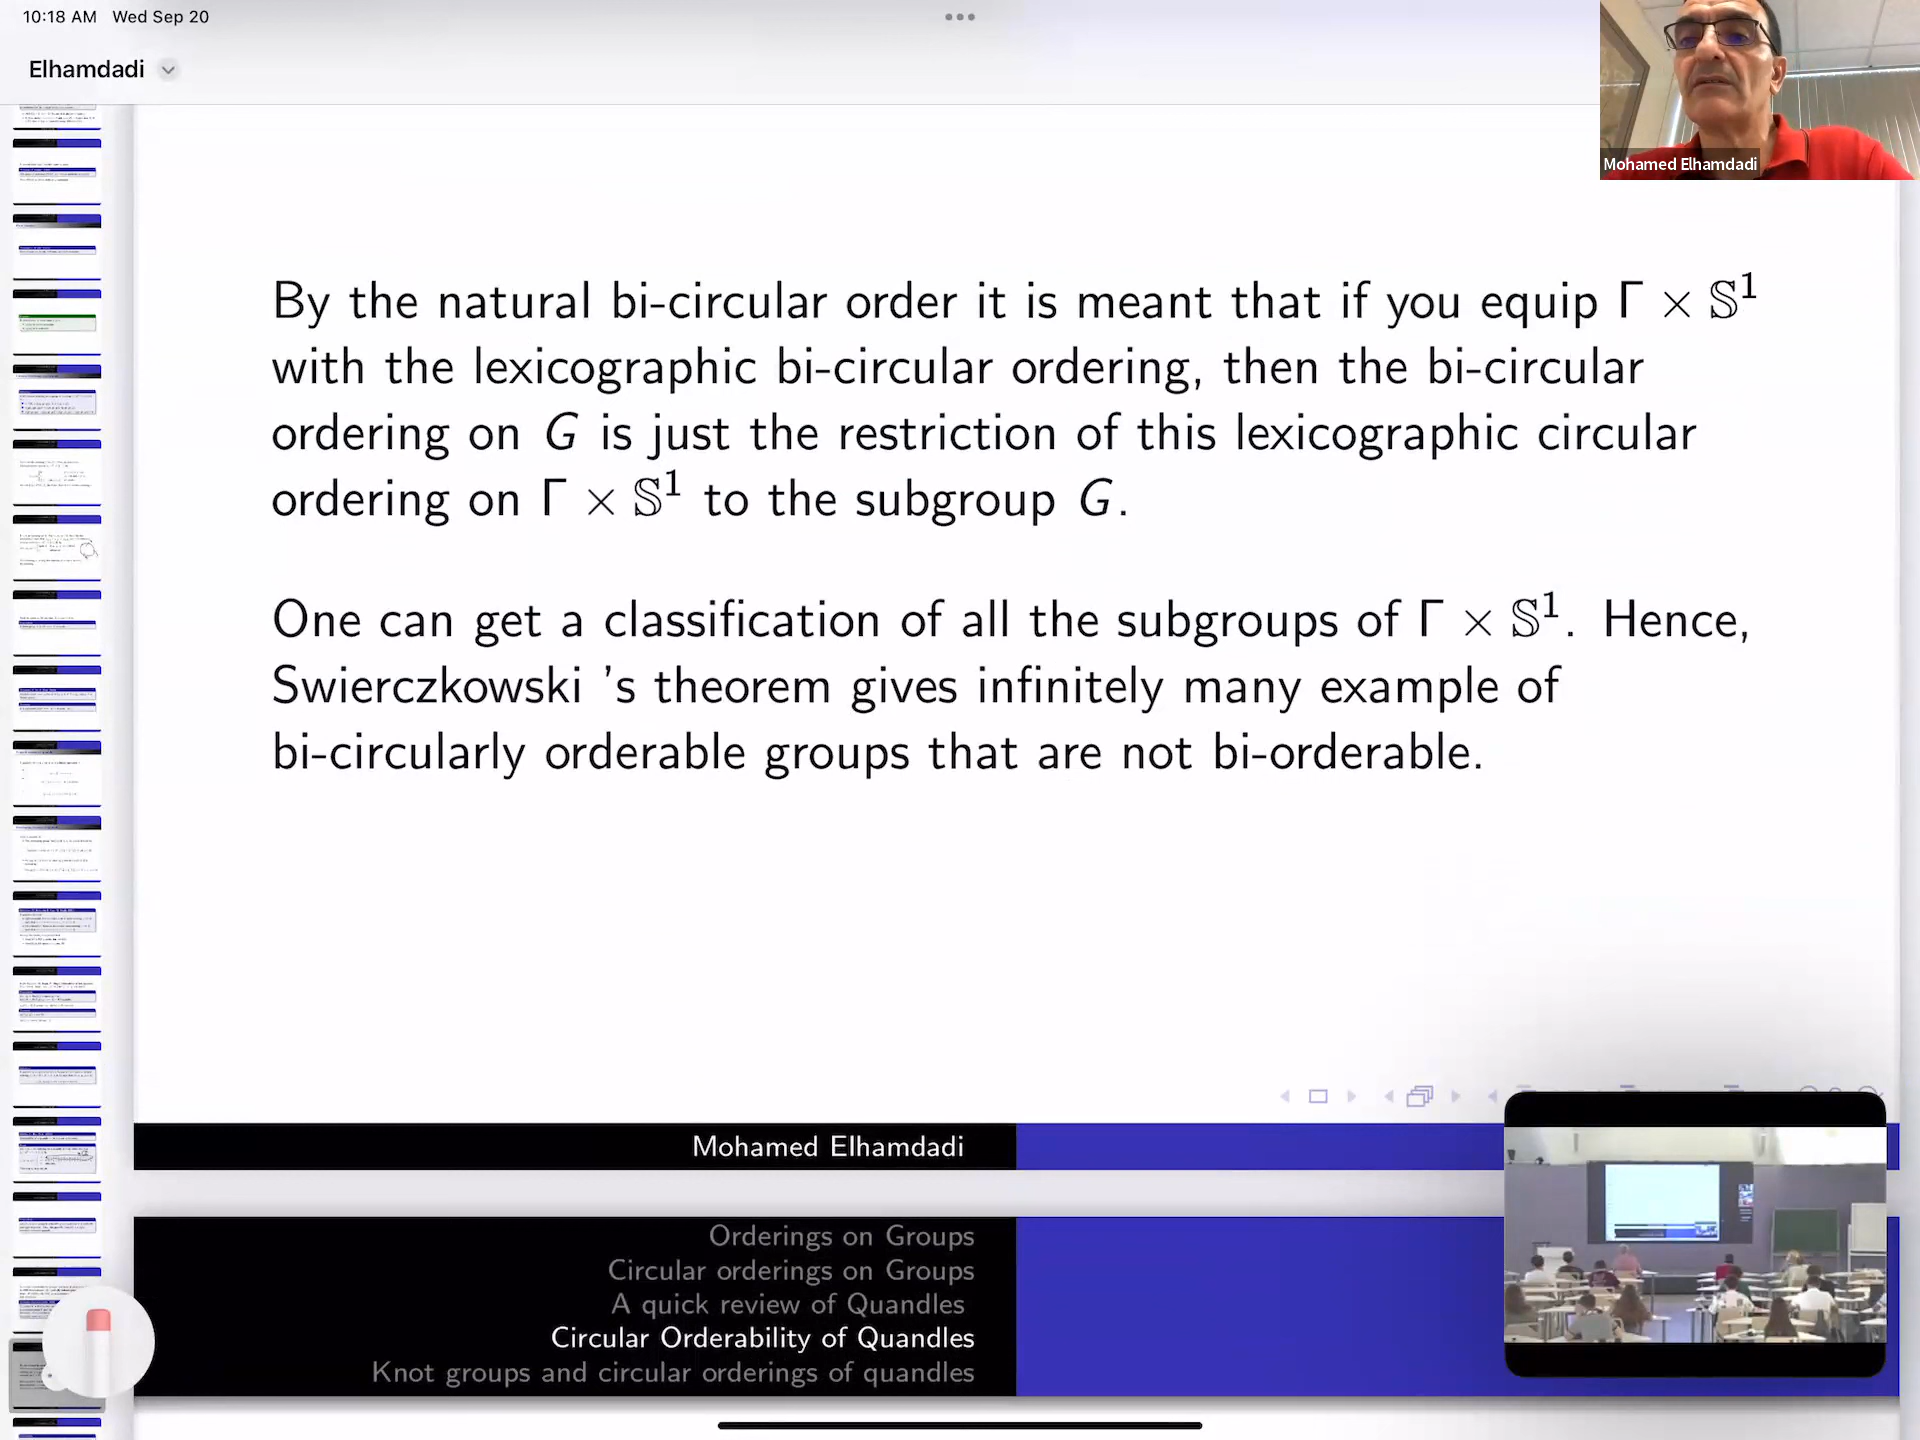 10:18 AM Wed Sep 20
Elhamdadi
Mohamed Elhamdadi
By the natural bi-circular order it is meant that if you equip Γ × 𝕊¹
with the lexicographic bi-circular ordering, then the bi-circular
ordering on G is just the restriction of this lexicographic circular
ordering on Γ × 𝕊¹ to the subgroup G.
One can get a classification of all the subgroups of Γ × 𝕊¹. Hence,
Swierczkowski 's theorem gives infinitely many example of
bi-circularly orderable groups that are not bi-orderable.
Mohamed Elhamdadi
Orderings on Groups
Circular orderings on Groups
A quick review of Quandles
Circular Orderability of Quandles
Knot groups and circular orderings of quandles